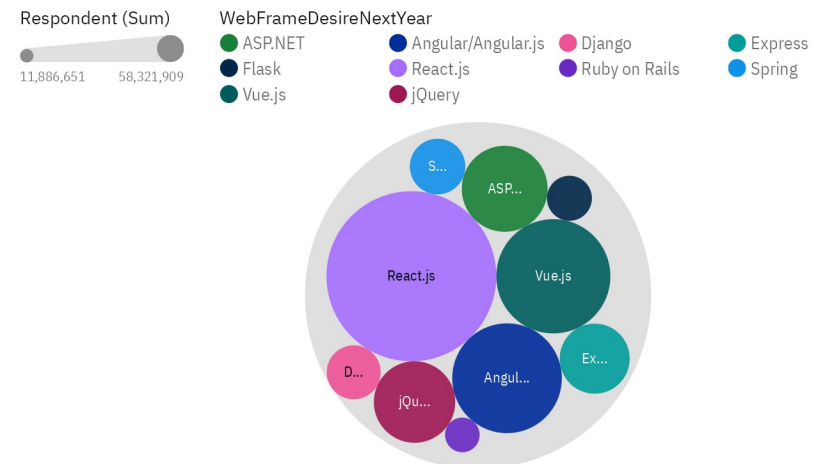 Respondent (Sum)
11,886,651 58,321,909
WebFrameDesireNextYear
ASP.NET Angular/Angular.js Django Express
Flask React.js Ruby on Rails Spring
Vue.js jQuery
S...
ASP...
React.js
Vue.js
Ex...
D...
Angul...
jQu...